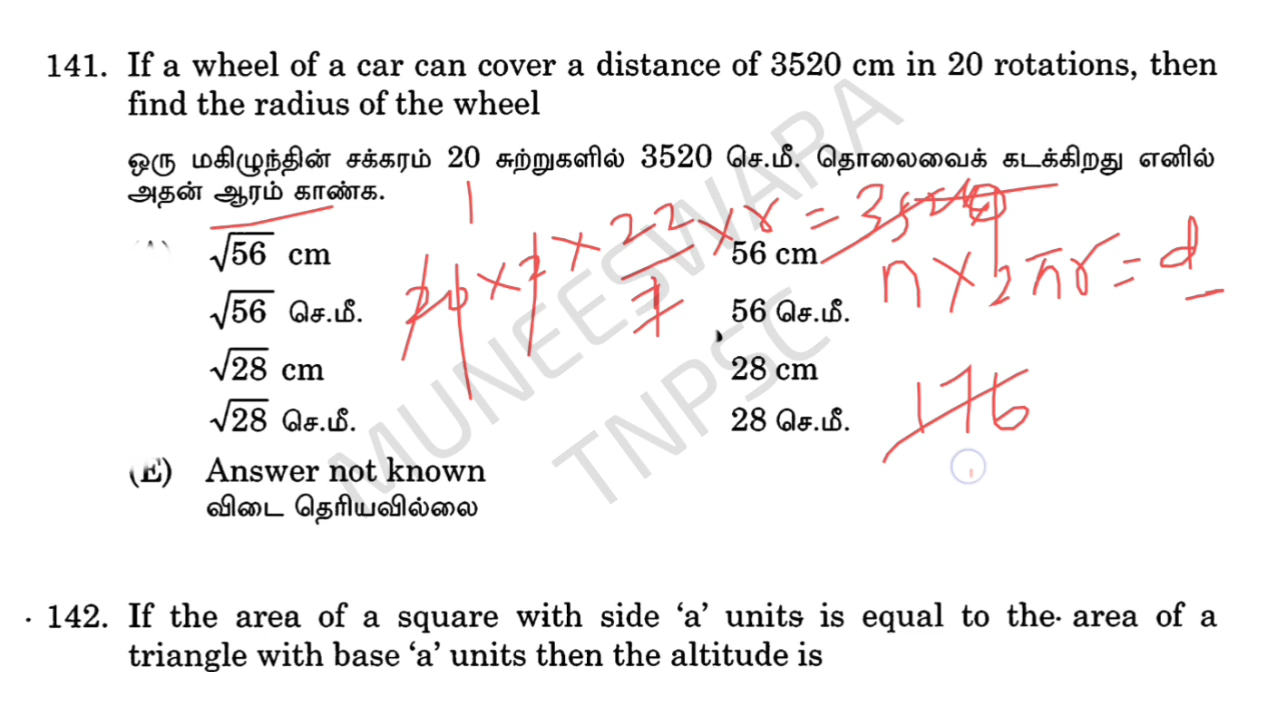 141. If a wheel of a car can cover a distance of 3520 cm in 20 rotations, then
find the radius of the wheel
ஒரு மகிழுந்தின் சக்கரம் 20 சுற்றுகளில் 3520 செ.மீ. தொலைவைக் கடக்கிறது எனில்
அதன் ஆரம் காண்க.
√56 cm
√56 செ.மீ.
56 cm
56 செ.மீ.
√28 cm
√28 செ.மீ.
28 cm
28 செ.மீ.
(E) Answer not known
விடை தெரியவில்லை
× 22/7 × r =
n × 2πr = d
176
142. If the area of a square with side ‘a’ units is equal to the area of a
triangle with base ‘a’ units then the altitude is
MUNEESWARA
TNPSC